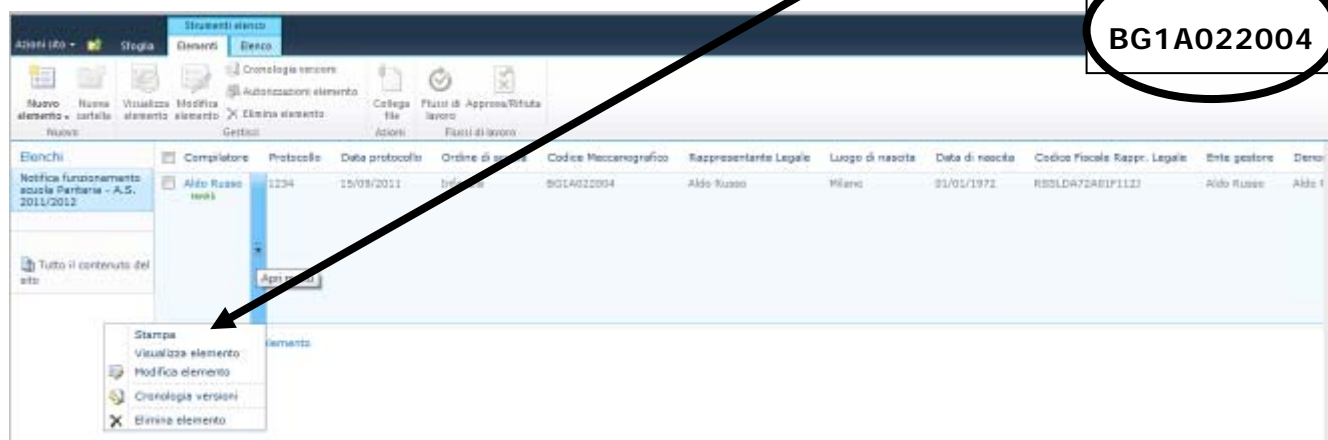 BG1A022004
Strumenti elenco
Azioni sito Sfoglia Elementi Elenco
Nuovo elemento Nuova cartella Visualizza elemento Modifica elemento Cronologia versioni Autorizzazioni elemento Elimina elemento Collega file Flussi di lavoro Approva/Rifiuta
Nuovo Gestisci Azioni Flussi di lavoro
Elenchi Compilatore Protocollo Data protocollo Ordine di Codice Meccanografico Rappresentante Legale Luogo di nascita Data di nascita Codice Fiscale Rappr. Legale Ente gestore Deno
Notifica funzionamento scuola Paritaria - A.S. 2011/2012
Aldo Russo 1234 15/09/2011 BG1A022004 Aldo Russo Milano 01/01/1972 Aldo Russo Aldo
Tutto il contenuto del sito
Apri
Stampa
Visualizza elemento
elemento
Modifica elemento
Cronologia versioni
Elimina elemento